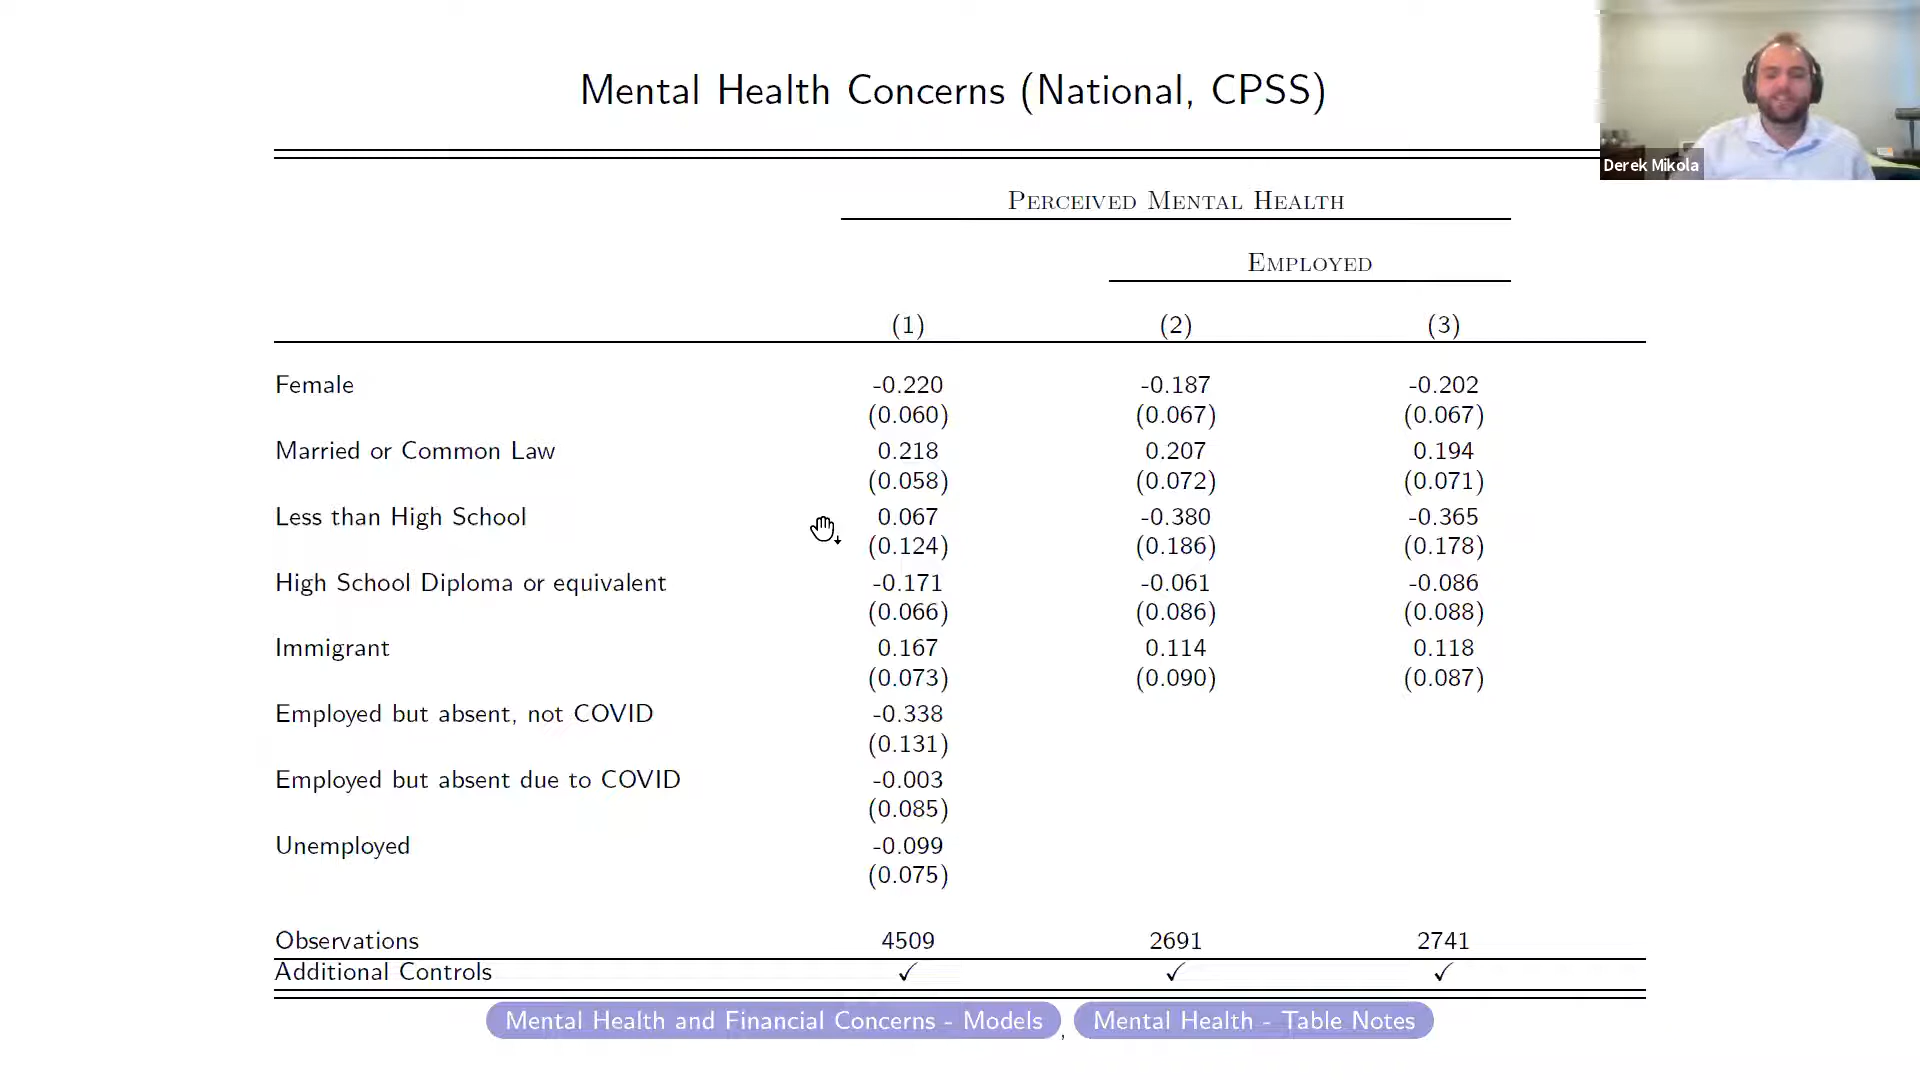 Mental Health Concerns (National, CPSS)
Derek Mikola
Perceived Mental Health
Employed
(1) (2) (3)
Female -0.220 -0.187 -0.202
(0.060) (0.067) (0.067)
Married or Common Law 0.218 0.207 0.194
(0.058) (0.072) (0.071)
Less than High School 0.067 -0.380 -0.365
(0.124) (0.186) (0.178)
High School Diploma or equivalent -0.171 -0.061 -0.086
(0.066) (0.086) (0.088)
Immigrant 0.167 0.114 0.118
(0.073) (0.090) (0.087)
Employed but absent, not COVID -0.338
(0.131)
Employed but absent due to COVID -0.003
(0.085)
Unemployed -0.099
(0.075)
Observations 4509 2691 2741
Additional Controls ✓ ✓ ✓
Mental Health and Financial Concerns - Models , Mental Health - Table Notes